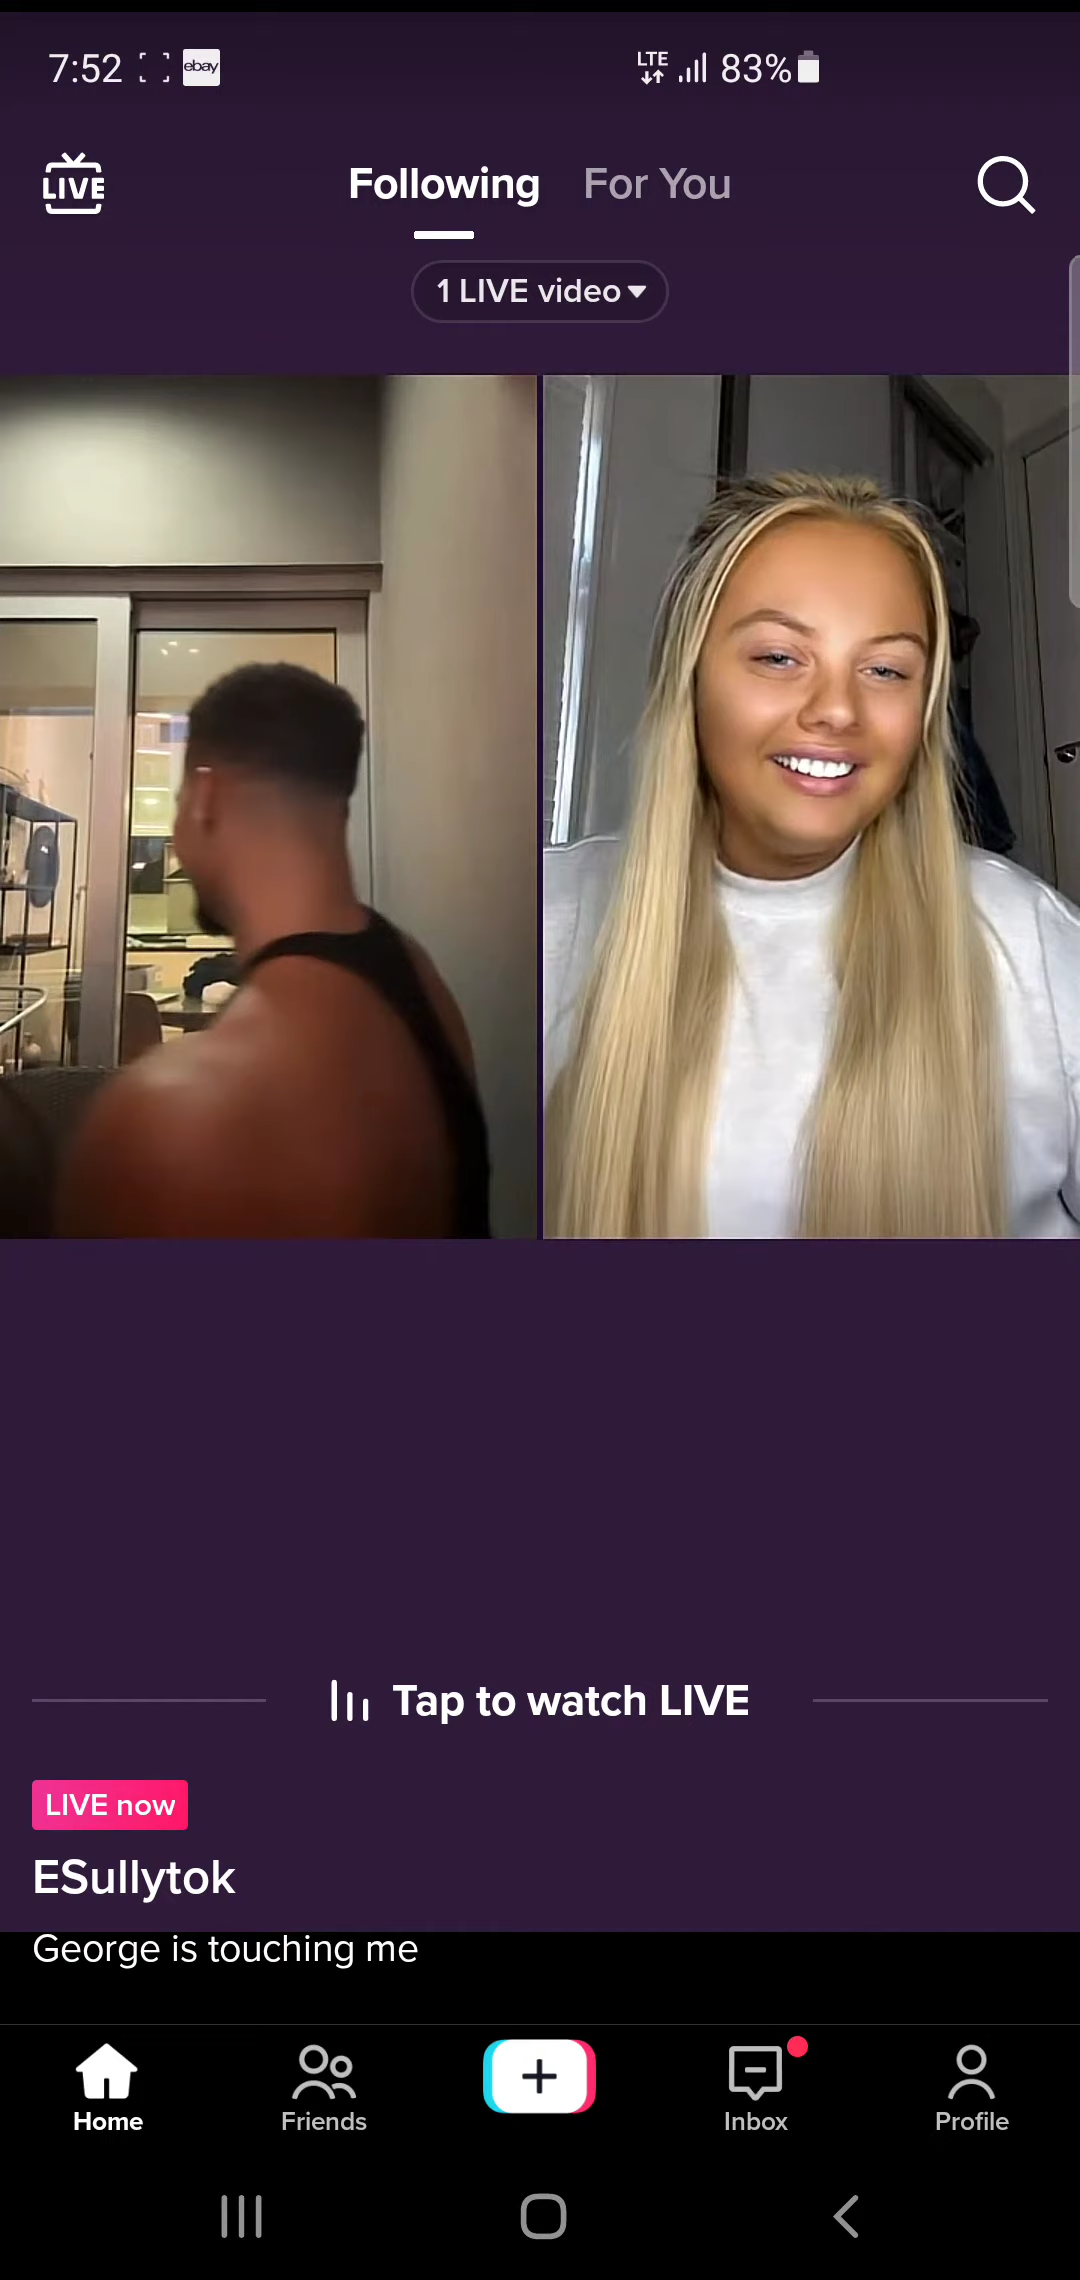 7:52 ebay LTE 83%
LIVE Following For You
1 LIVE video
Tap to watch LIVE
LIVE now
ESullytok
George is touching me
Home Friends Inbox Profile